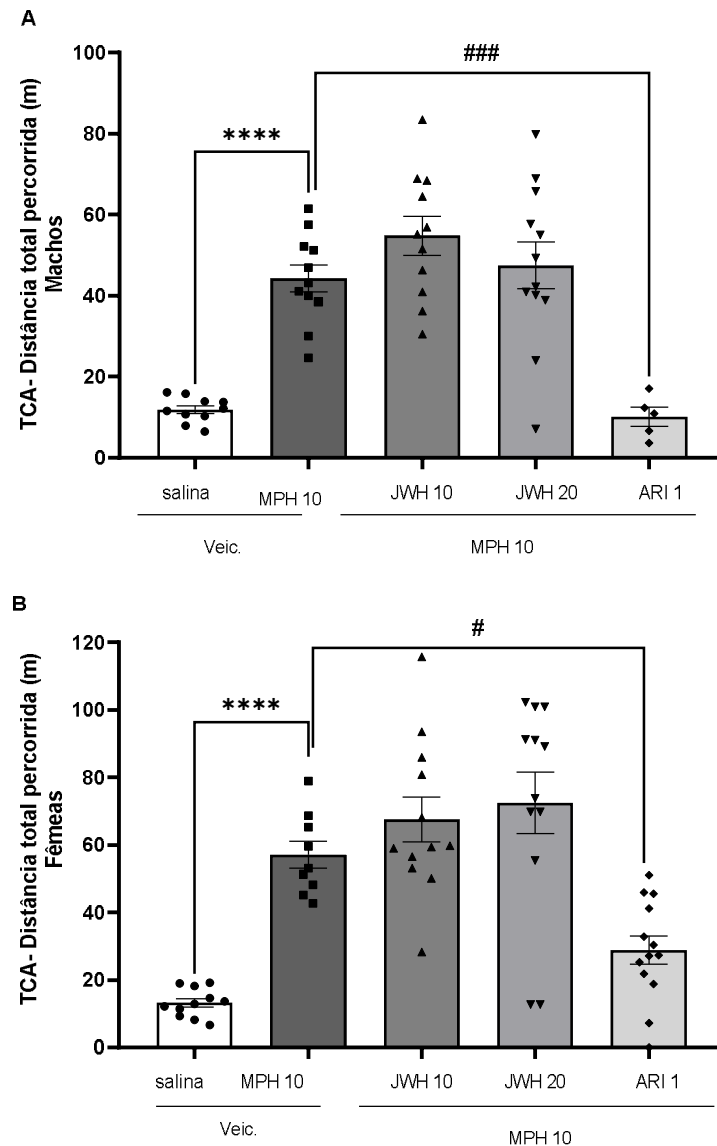 A
###
****
100
80
60
40
20
0
TCA- Distância total percorrida (m)
Machos
salina MPH 10 JWH 10 JWH 20 ARI 1
Veic. MPH 10
B
#
****
120
100
80
60
40
20
0
TCA- Distância total percorrida (m)
Fêmeas
salina MPH 10 JWH 10 JWH 20 ARI 1
Veic. MPH 10